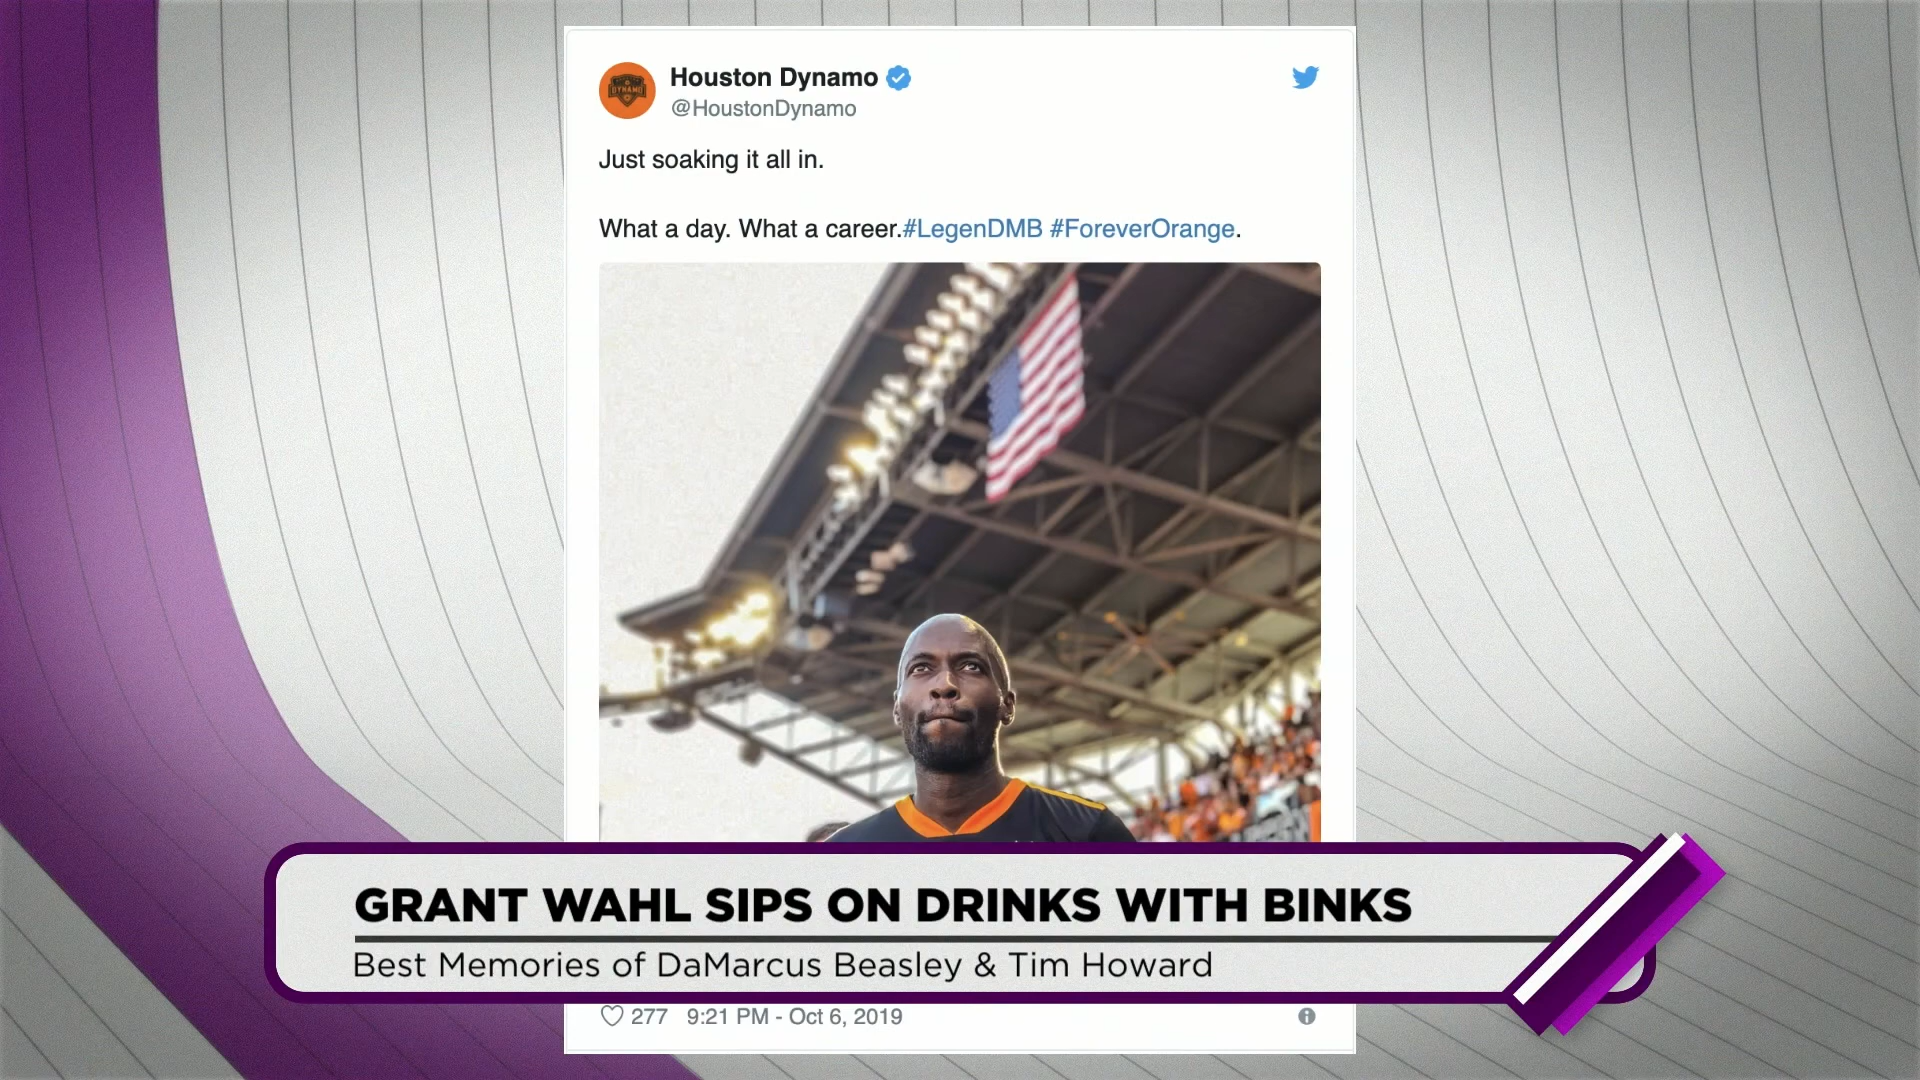 Houston Dynamo
@HoustonDynamo
DYNAMO
Just soaking it all in.
What a day. What a career.#LegenDMB #ForeverOrange.
GRANT WAHL SIPS ON DRINKS WITH BINKS
Best Memories of DaMarcus Beasley & Tim Howard
277 9:21 PM - Oct 6, 2019